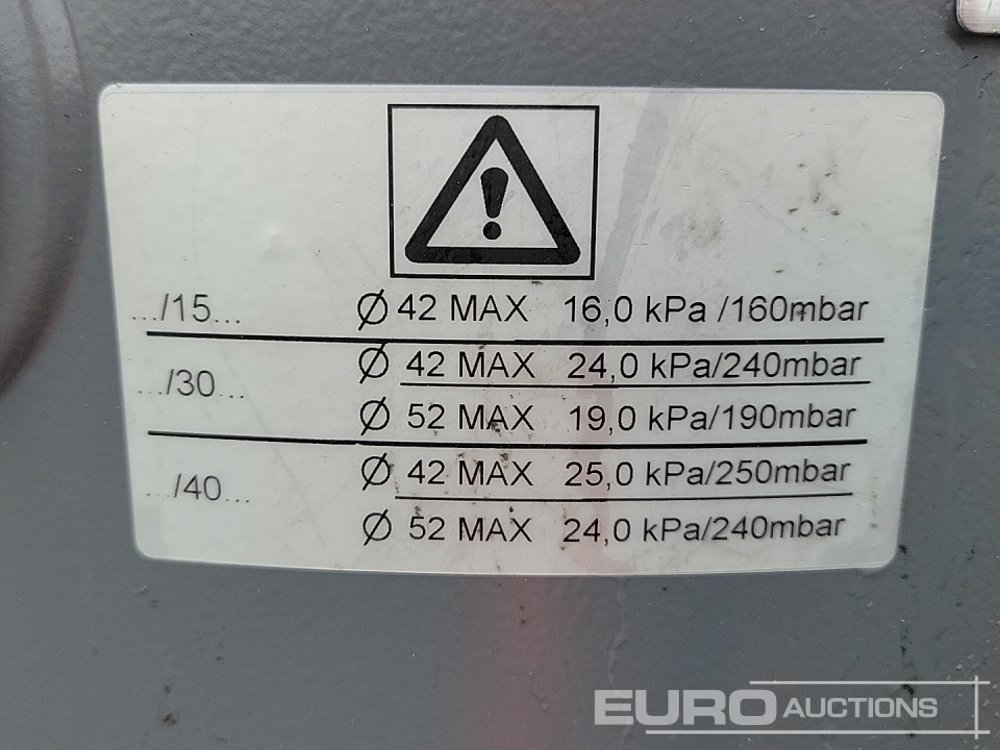 .../15... Ø 42 MAX 16,0 kPa /160mbar
.../30... Ø 42 MAX 24,0 kPa/240mbar
Ø 52 MAX 19,0 kPa/190mbar
.../40... Ø 42 MAX 25,0 kPa/250mbar
Ø 52 MAX 24,0 kPa/240mbar
EURO AUCTIONS